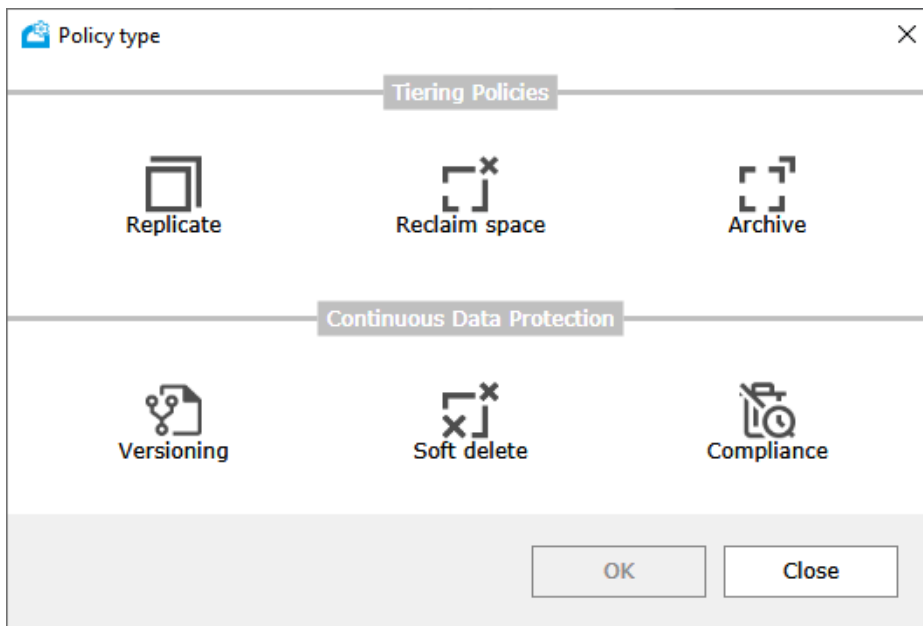 Policy type
Tiering Policies
Replicate
Reclaim space
Archive
Continuous Data Protection
Versioning
Soft delete
Compliance
OK
Close